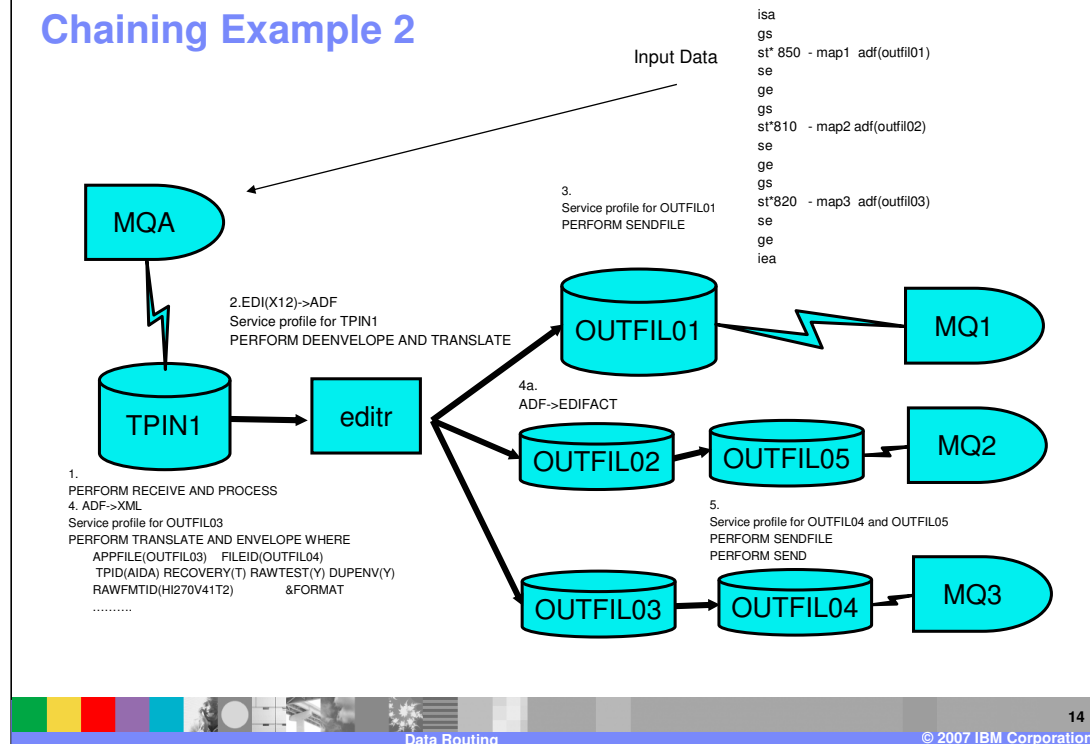 Chaining Example 2
Input Data
isa
gs
st* 850 - map1 adf(outfil01)
se
ge
gs
st*810 - map2 adf(outfil02)
se
ge
gs
st*820 - map3 adf(outfil03)
se
ge
iea
MQA
3.
Service profile for OUTFIL01
PERFORM SENDFILE
2.EDI(X12)->ADF
Service profile for TPIN1
PERFORM DEENVELOPE AND TRANSLATE
OUTFIL01
MQ1
TPIN1
editr
4a.
ADF->EDIFACT
OUTFIL02
OUTFIL05
MQ2
1.
PERFORM RECEIVE AND PROCESS
4. ADF->XML
Service profile for OUTFIL03
PERFORM TRANSLATE AND ENVELOPE WHERE
APPFILE(OUTFIL03) FILEID(OUTFIL04)
TPID(AIDA) RECOVERY(T) RAWTEST(Y) DUPENV(Y)
RAWFMTID(HI270V41T2) &FORMAT
..........
5.
Service profile for OUTFIL04 and OUTFIL05
PERFORM SENDFILE
PERFORM SEND
OUTFIL03
OUTFIL04
MQ3
14
Data Routing
© 2007 IBM Corporation